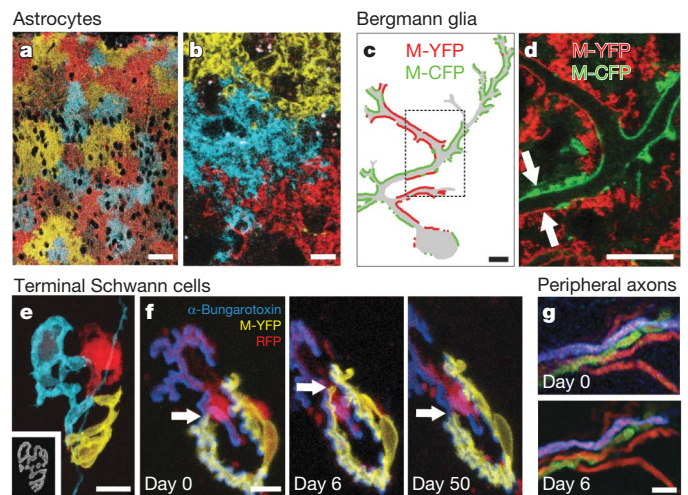 Astrocytes
Bergmann glia
a
b
c
M-YFP
M-CFP
d
M-YFP
M-CFP
Terminal Schwann cells
Peripheral axons
e
f
α-Bungarotoxin
M-YFP
RFP
Day 0
Day 6
Day 50
g
Day 0
Day 6